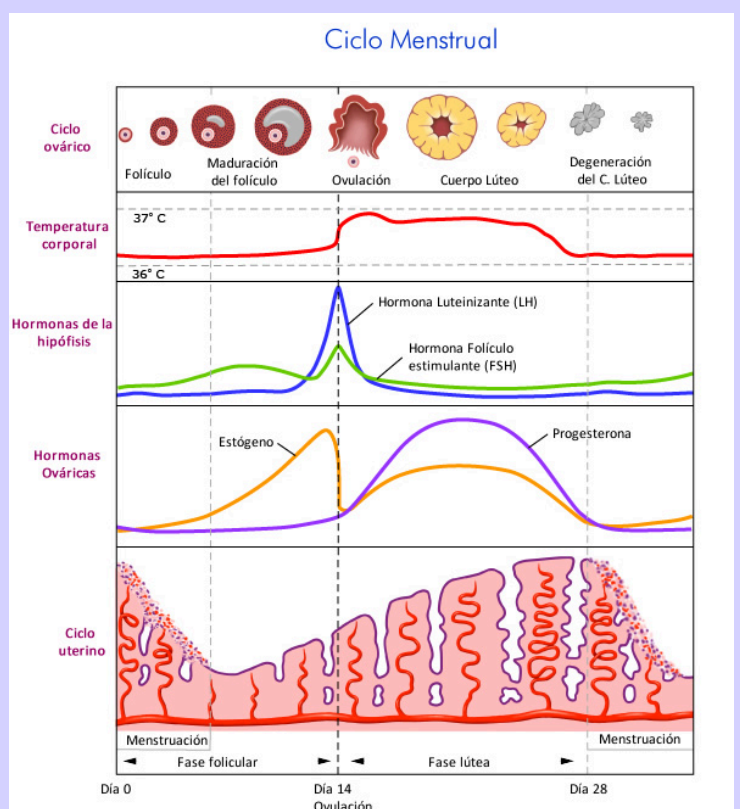 Ciclo Menstrual
Ciclo
ovárico
Folículo
Maduración
del folículo
Ovulación
Cuerpo Lúteo
Degeneración
del C. Lúteo
Temperatura
corporal
37° C
36° C
Hormonas de la
hipófisis
Hormona Luteinizante (LH)
Hormona Folículo
estimulante (FSH)
Hormonas
Ováricas
Estógeno
Progesterona
Ciclo
uterino
Menstruación
Menstruación
Fase folicular
Fase lútea
Día 0
Día 14
Ovulación
Día 28